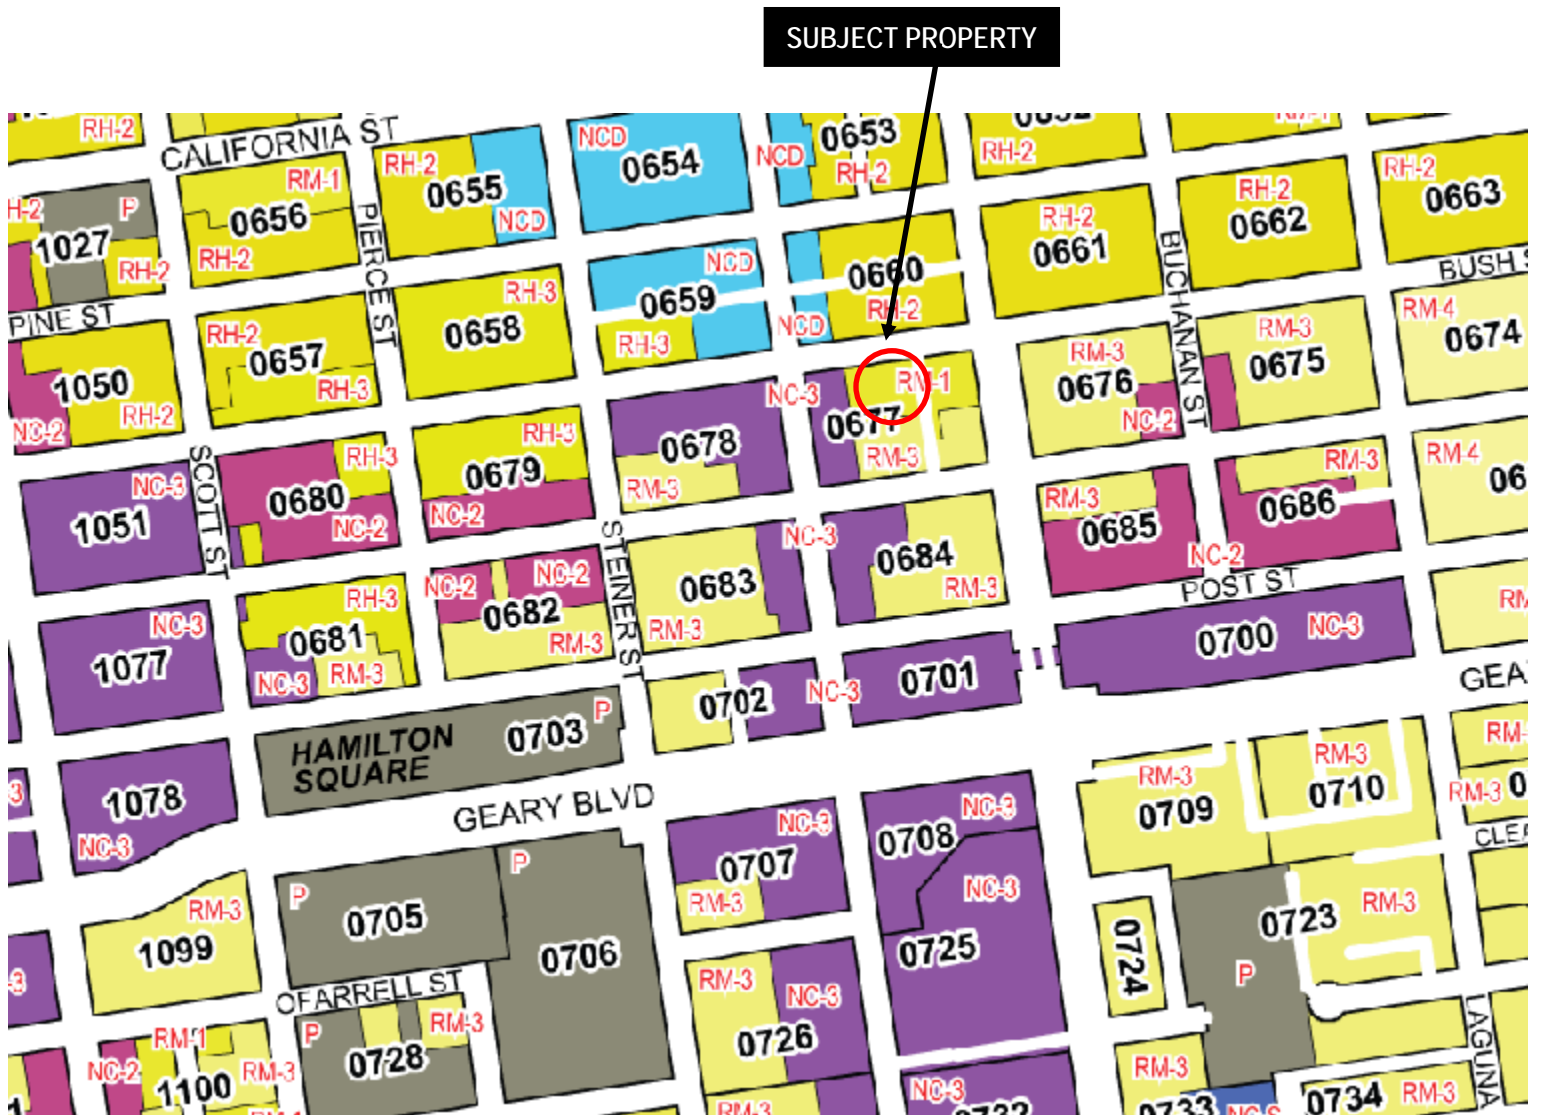 SUBJECT PROPERTY
RH-2
CALIFORNIA ST
RM-1
0656
RH-2
P
1027
RH-2
PINE ST
PIERCE ST
RH-2
0655
NCD
NCD
0654
NCD
0653
RH-2
RH-2
RH-2
0661
RH-2
0662
RH-2
0663
BUCHANAN ST
NCD
0659
RH-3
0660
RH-2
NCD
RH-3
0658
RH-2
0657
RH-3
1050
RH-2
NC-2
RM-3
0676
NC-2
RM-3
0675
RM-4
0674
NC-3
RM-1
0677
RM-3
0678
RM-3
RH-3
0679
NC-2
RH-3
0680
NC-2
SCOTT ST
NC-3
1051
STEINER ST
NC-3
0684
RM-3
0683
RM-3
RM-3
0685
NC-2
RM-3
0686
RM-4
POST ST
NC-2
NC-2
0682
RM-3
RH-3
0681
NC-3
RM-3
NC-3
1077
0702
NC-3
0701
0700
NC-3
HAMILTON
SQUARE
0703
P
1078
NC-3
GEARY BLVD
NC-3
0707
RM-3
NC-3
0708
NC-3
0725
RM-3
0709
RM-3
0710
RM-3
P
0705
P
0706
RM-3
1099
OFARRELL ST
P
RM-3
0728
RM-1
NC-2
1100
RM-3
RM-3
NC-3
0726
NC-3
0724
0723
RM-3
P
LAGUNA
RM-3
0734
RM-3